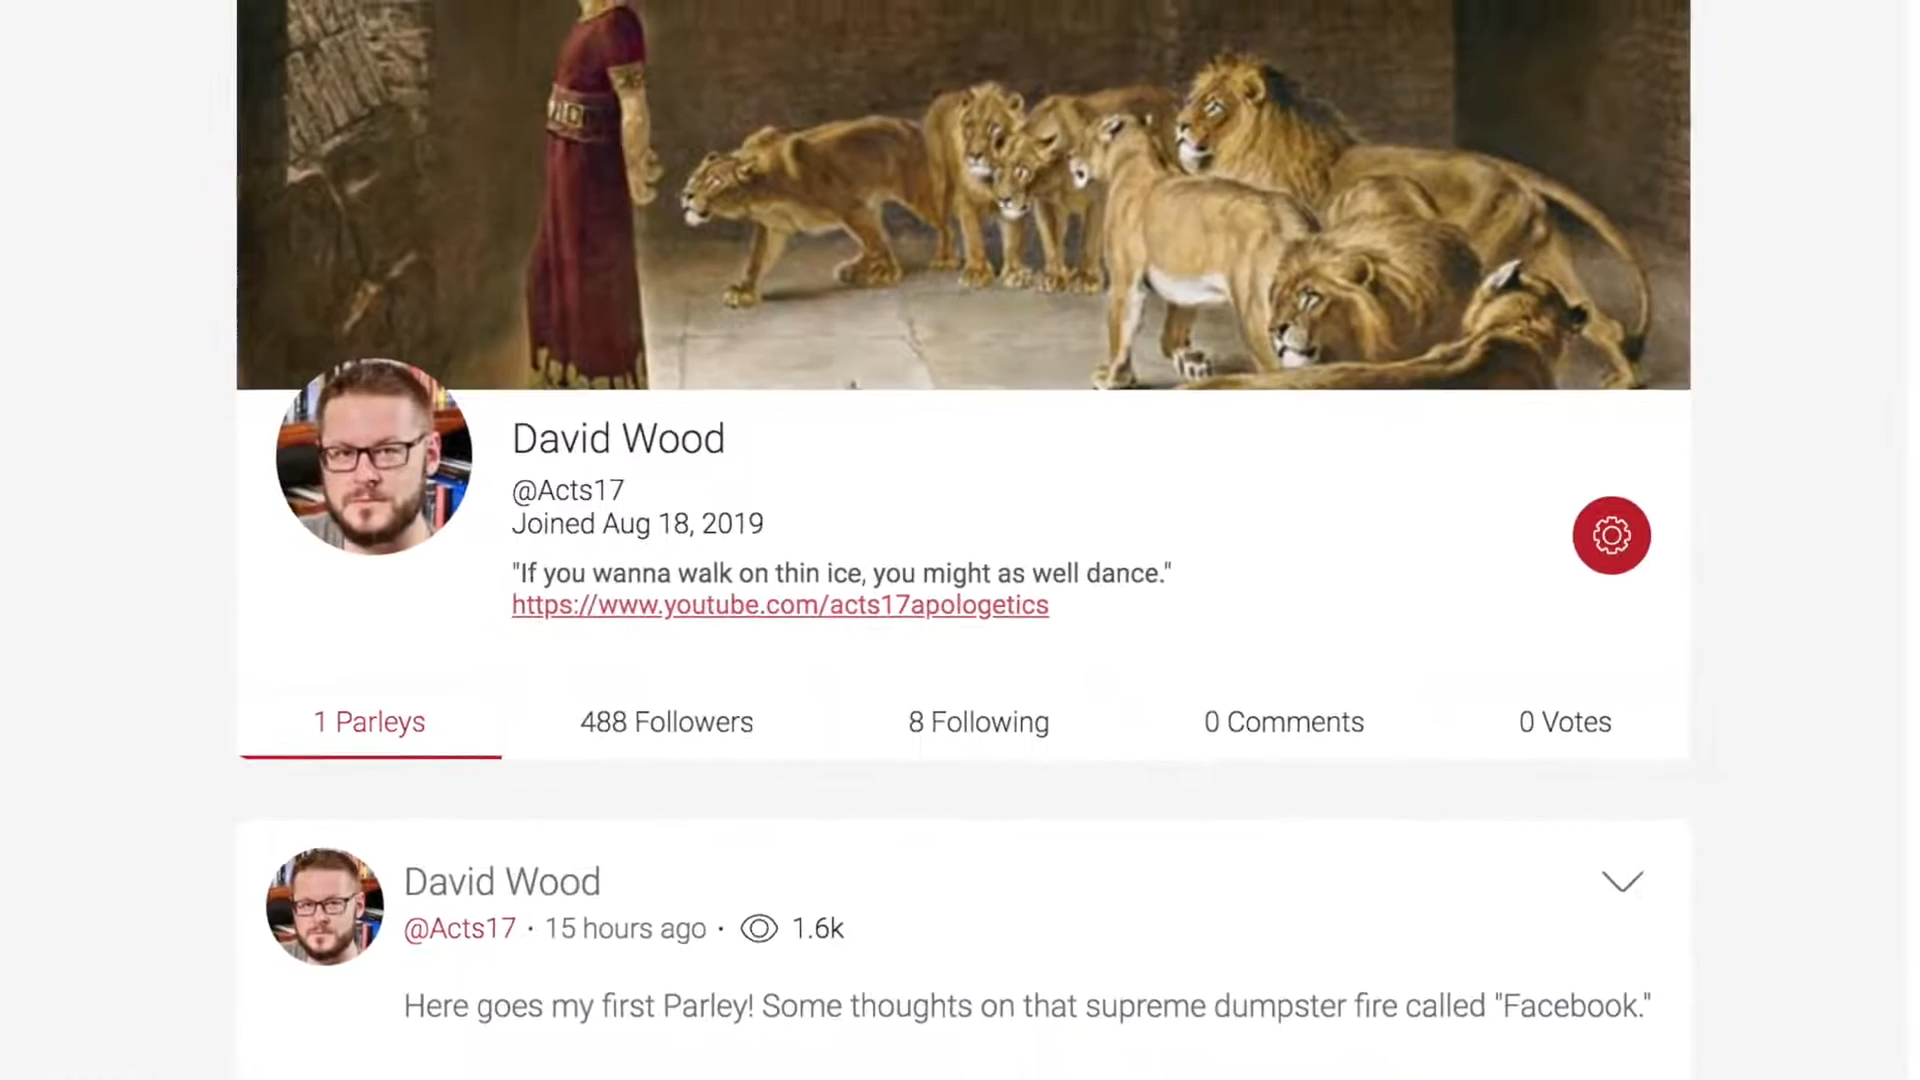 David Wood
@Acts17
Joined Aug 18, 2019
"If you wanna walk on thin ice, you might as well dance."
https://www.youtube.com/acts17apologetics
1 Parleys 488 Followers 8 Following 0 Comments 0 Votes
David Wood
@Acts17 · 15 hours ago · 1.6k
Here goes my first Parley! Some thoughts on that supreme dumpster fire called "Facebook."